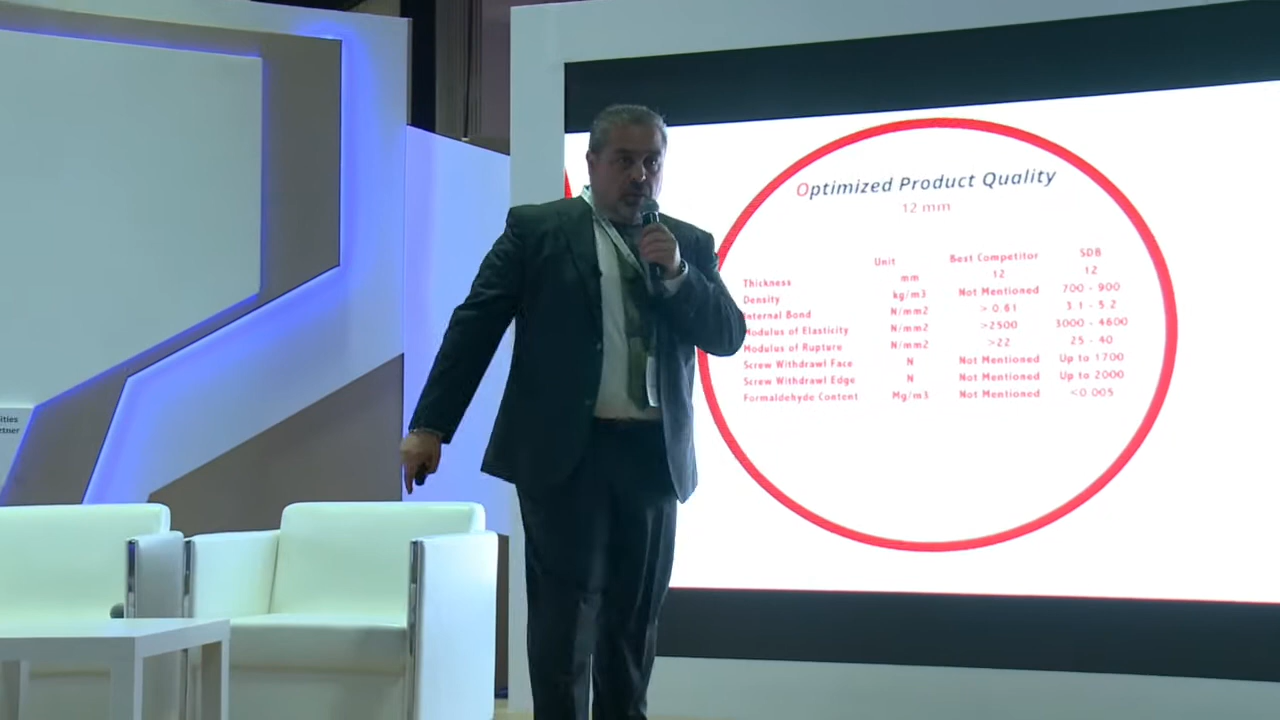 ities
rtner
Optimized Product Quality
12 mm
Unit Best Competitor SDB
Thickness mm 12 12
Density kg/m3 Not Mentioned 700 - 900
Internal Bond N/mm2 > 0.61 3.1 - 5.2
Modulus of Elasticity N/mm2 >2500 3000 - 4600
Modulus of Rupture N/mm2 >22 25 - 40
Screw Withdrawl Face N Not Mentioned Up to 1700
Screw Withdrawl Edge N Not Mentioned Up to 2000
Formaldehyde Content Mg/m3 Not Mentioned <0.005